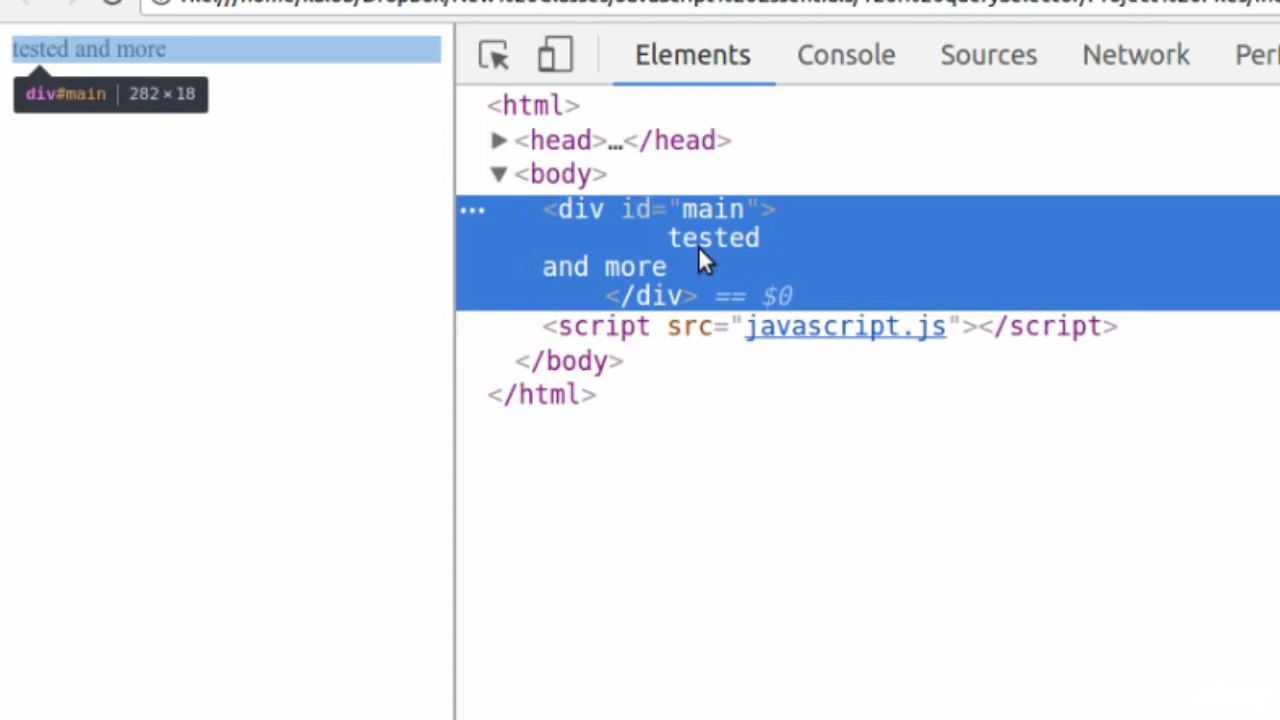 tested and more
div#main | 282 × 18
Elements Console Sources Network
<html>
▶ <head>…</head>
▼ <body>
… <div id="main">
tested
and more
</div> == $0
<script src="javascript.js"></script>
</body>
</html>